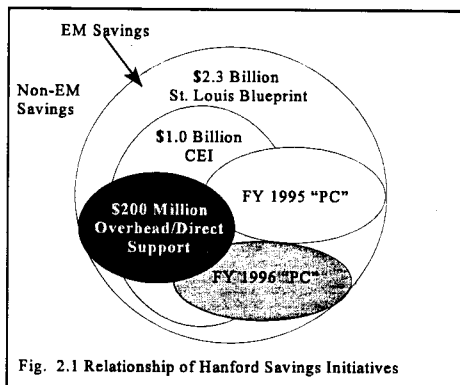 EM Savings
Non-EM
Savings
$2.3 Billion
St. Louis Blueprint
$1.0 Billion
CEI
FY 1995 "PC"
$200 Million
Overhead/Direct
Support
FY 1996 "PC"
Fig. 2.1 Relationship of Hanford Savings Initiatives